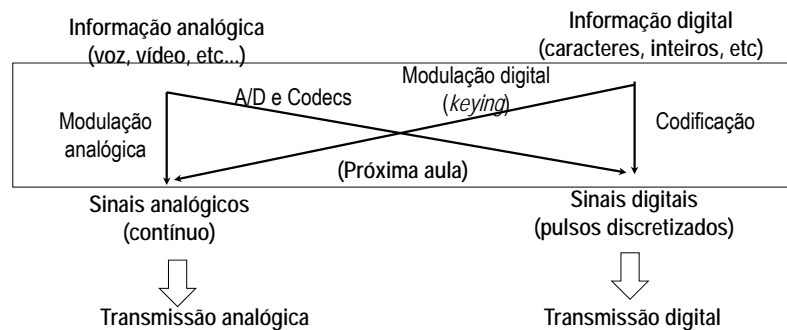 Informação analógica
(voz, vídeo, etc...)
Informação digital
(caracteres, inteiros, etc)
A/D e Codecs
Modulação digital
(keying)
Modulação
analógica
Codificação
(Próxima aula)
Sinais analógicos
(contínuo)
Sinais digitais
(pulsos discretizados)
Transmissão analógica
Transmissão digital